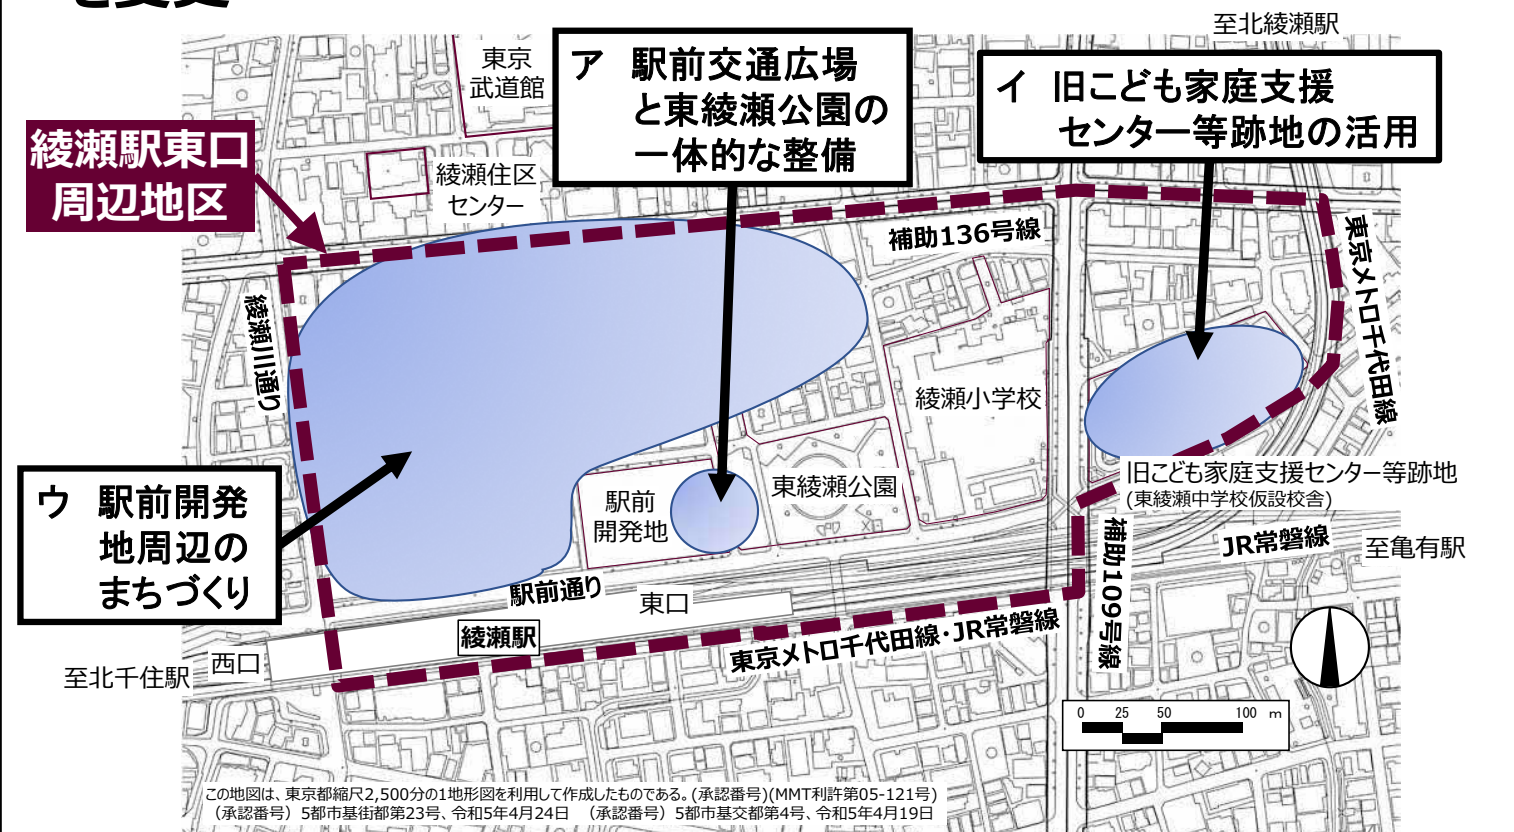 を変更
至北綾瀬駅
東京
武道館
ア 駅前交通広場
と東綾瀬公園の
一体的な整備
イ 旧こども家庭支援
センター等跡地の活用
綾瀬駅東口
周辺地区
綾瀬住区
センター
補助136号線
東京メトロ千代田線
綾瀬川通り
綾瀬小学校
旧こども家庭支援センター等跡地
(東綾瀬中学校仮設校舎)
東綾瀬公園
駅前
開発地
ウ 駅前開発
地周辺の
まちづくり
補助109号線
JR常磐線
至亀有駅
駅前通り
東口
綾瀬駅
東京メトロ千代田線・JR常磐線
西口
至北千住駅
0 25 50 100 m
この地図は、東京都縮尺2,500分の1地形図を利用して作成したものである。(承認番号)(MMT利許第05-121号)
（承認番号）5都市基街都第23号、令和5年4月24日 （承認番号）5都市基交都第4号、令和5年4月19日